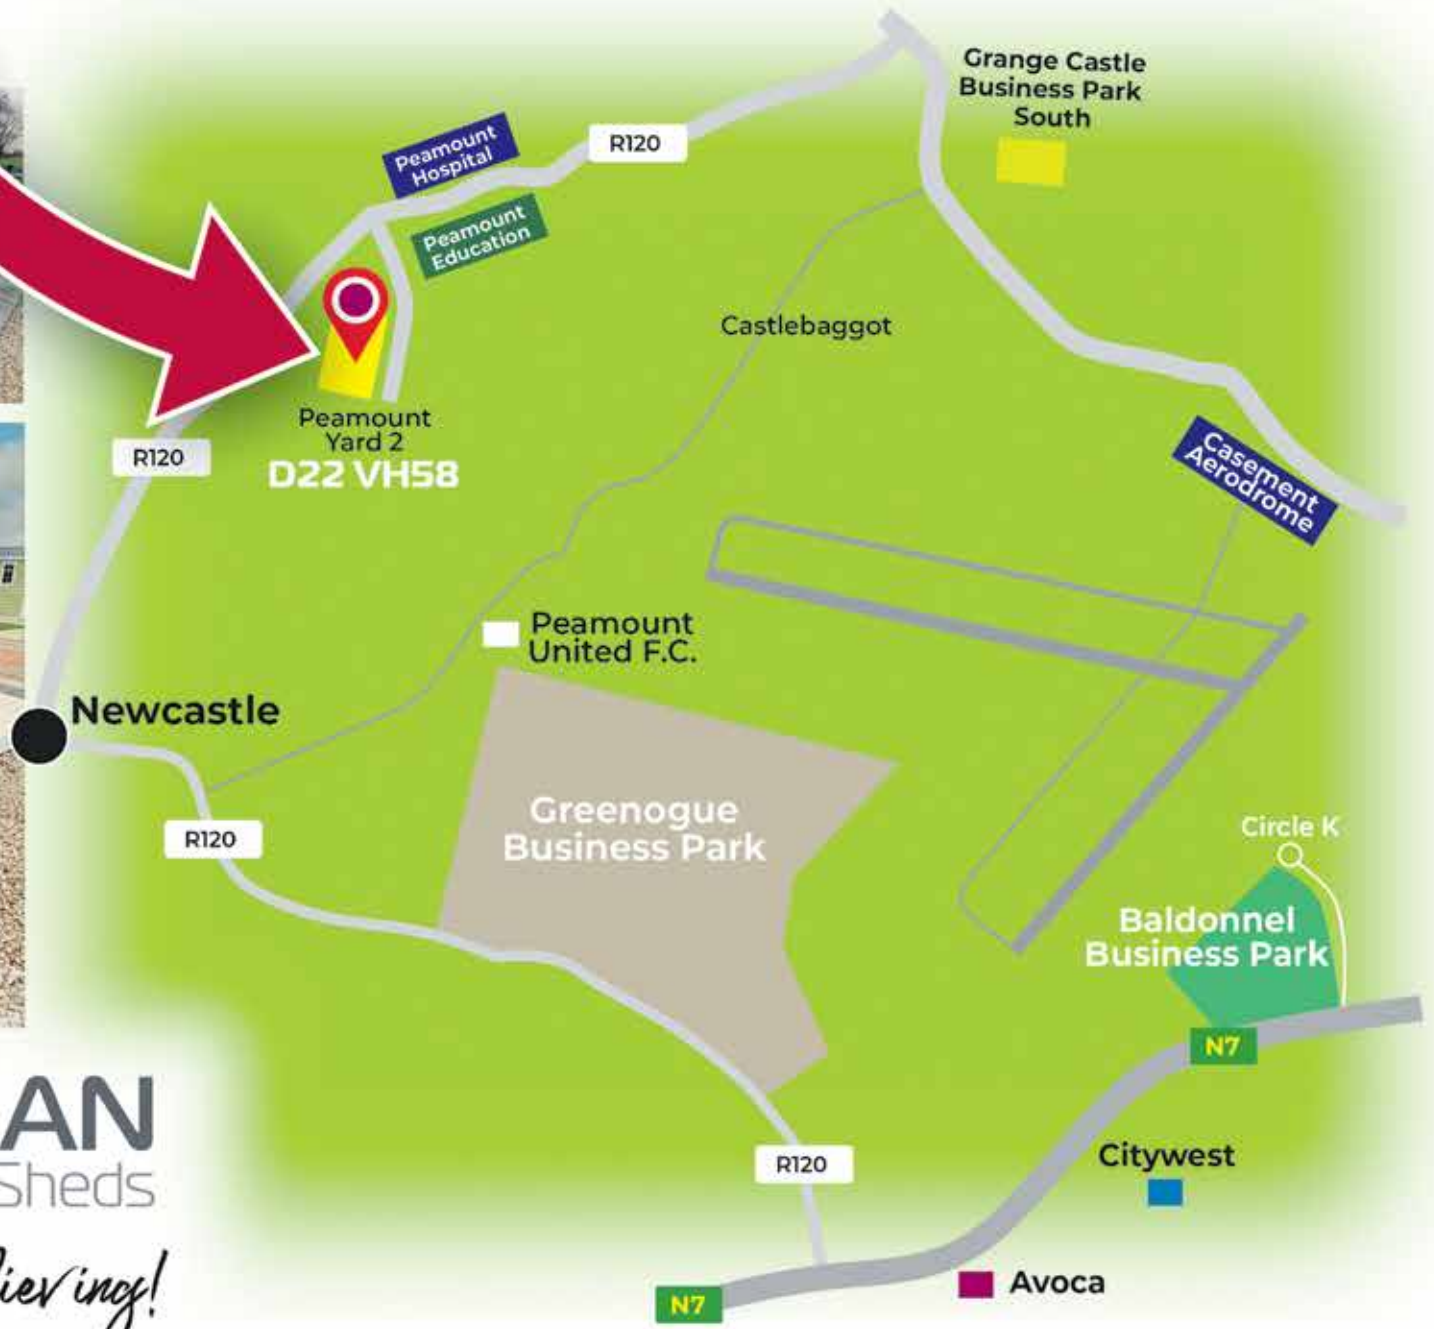 Grange Castle
Business Park
South
Peamount
Hospital
R120
Peamount
Education
Castlebaggot
Peamount
Yard 2
D22 VH58
R120
Casement
Aerodrome
Peamount
United F.C.
Newcastle
R120
Greenogue
Business Park
Circle K
Baldonnel
Business Park
N7
AN
Sheds
R120
Citywest
Avoca
N7